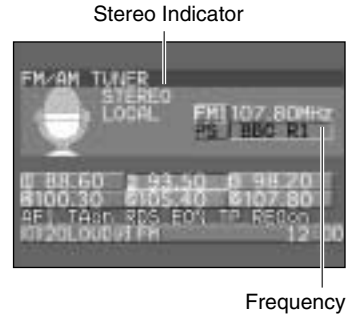 Stereo Indicator
FM/AM TUNER
STEREO
LOCAL
FM1 107.80MHz
PS BBC R1
88.60 93.50 98.20
100.30 105.40 107.80
AF TAon RDS EON TP REGon
LOUD FM 12:00
Frequency